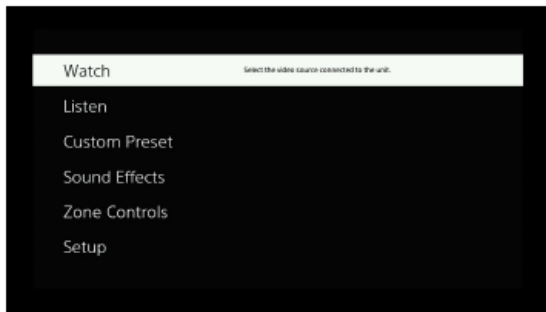 Watch
Select the video source connected to the unit.
Listen
Custom Preset
Sound Effects
Zone Controls
Setup